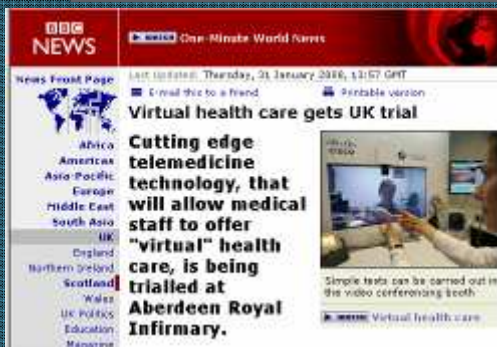 BBC
NEWS
WATCH One-Minute World News
News Front Page
Africa
Americas
Asia-Pacific
Europe
Middle East
South Asia
UK
England
Northern Ireland
Scotland
Wales
UK Politics
Education
Magazine
Last Updated: Thursday, 31 January 2008, 13:57 GMT
E-mail this to a friend
Printable version
Virtual health care gets UK trial
Cutting edge
telemedicine
technology, that
will allow medical
staff to offer
"virtual" health
care, is being
trialled at
Aberdeen Royal
Infirmary.
Simple tests can be carried out in
the video conferencing booth
WATCH Virtual health care